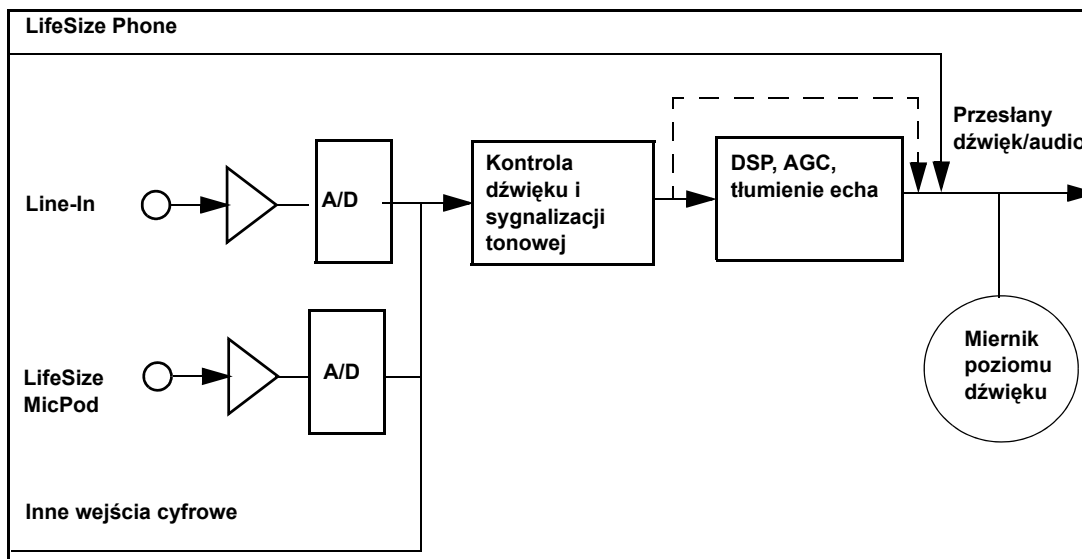 LifeSize Phone
Przesłany
dźwięk/audio
Line-In
A/D
Kontrola
dźwięku i
sygnalizacji
tonowej
DSP, AGC,
tłumienie echa
LifeSize
MicPod
A/D
Miernik
poziomu
dźwięku
Inne wejścia cyfrowe